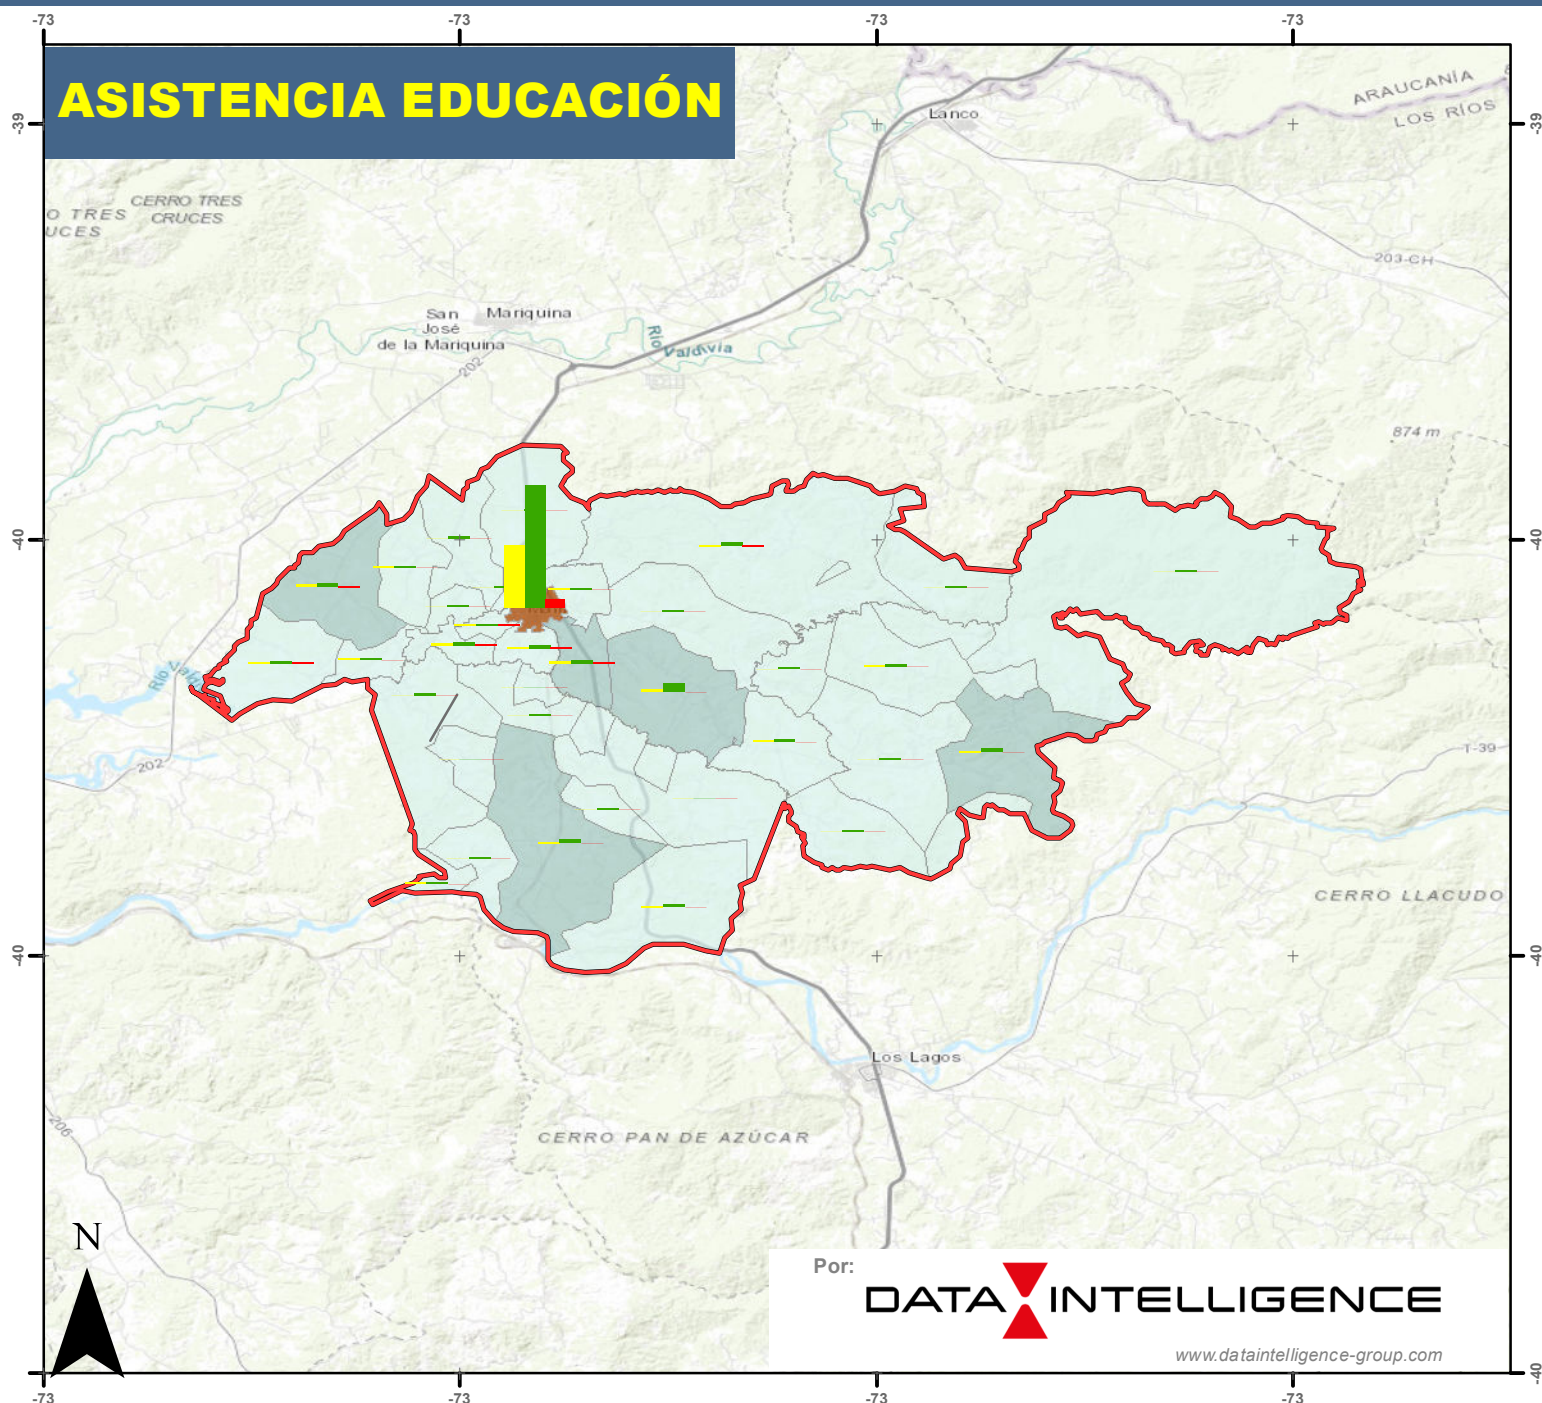 -73
-73
-73
-73
ASISTENCIA EDUCACIÓN
ARAUCANÍA
LOS RÍOS
Lanco
-39
-39
CERRO TRES
CRUCES
O TRES
UCES
203-CH
San
José
de la Mariquina
Mariquina
Río
Valdivia
202
874 m
-40
-40
Río
202
T-39
CERRO LLACUDO
-40
-40
Los Lagos
206
CERRO PAN DE AZÚCAR
N
Por:
DATA INTELLIGENCE
www.dataintelligence-group.com
-40
-73
-73
-73
-73